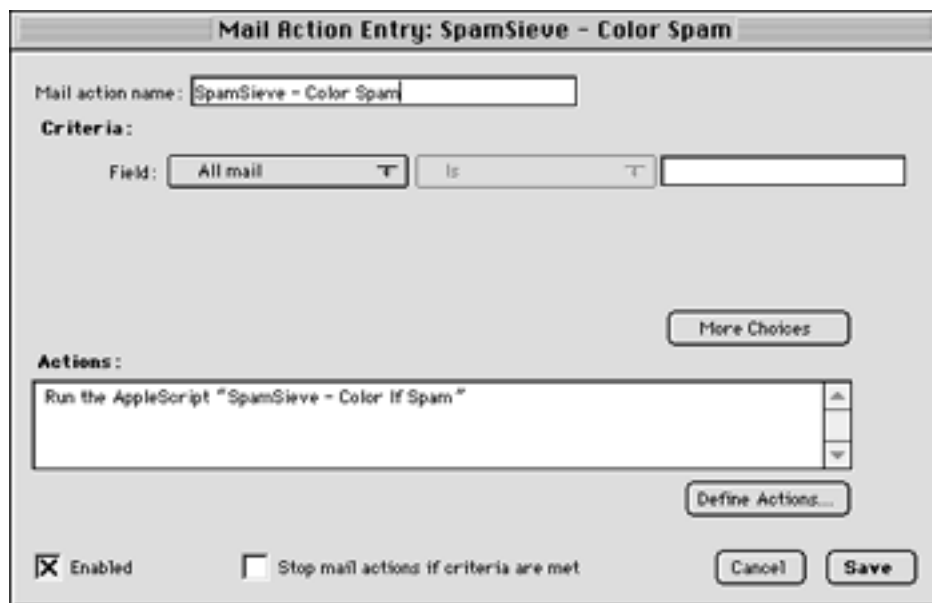 Mail Action Entry: SpamSieve - Color Spam
Mail action name: SpamSieve - Color Spam
Criteria:
Field: All mail Is
More Choices
Actions:
Run the AppleScript "SpamSieve - Color If Spam"
Define Actions...
Enabled Stop mail actions if criteria are met Cancel Save